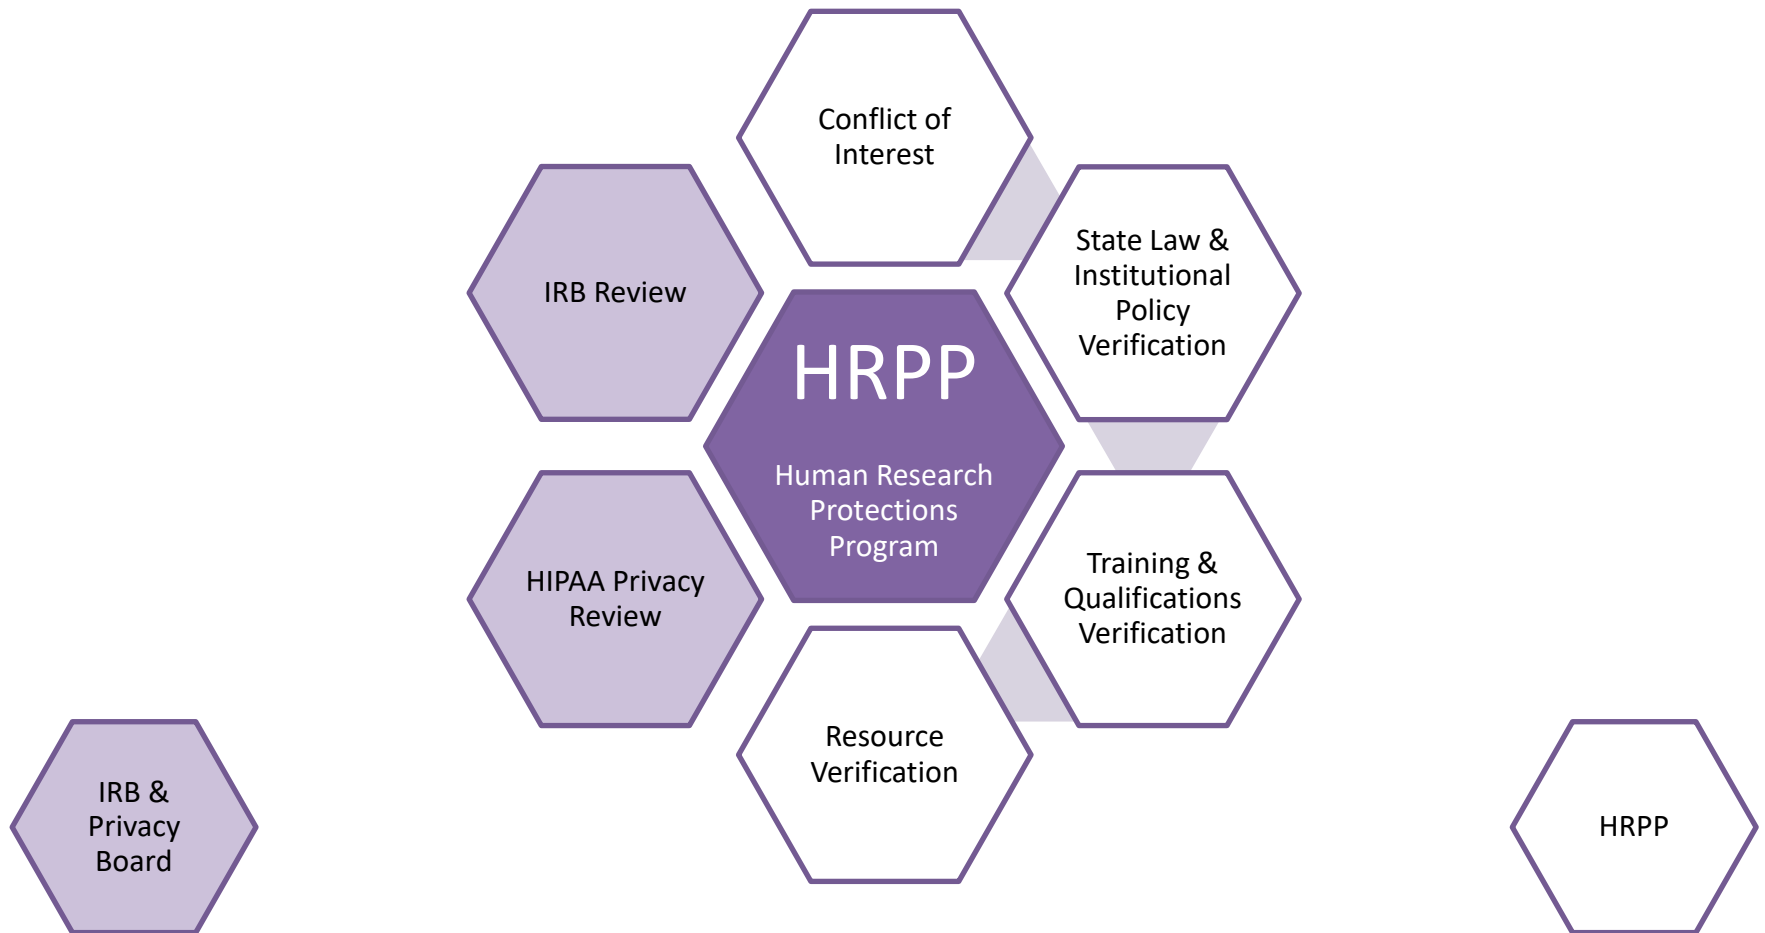 Conflict of
Interest
State Law &
Institutional
Policy
Verification
IRB Review
HRPP
Human Research
Protections
Program
Training &
Qualifications
Verification
HIPAA Privacy
Review
Resource
Verification
IRB &
Privacy
Board
HRPP